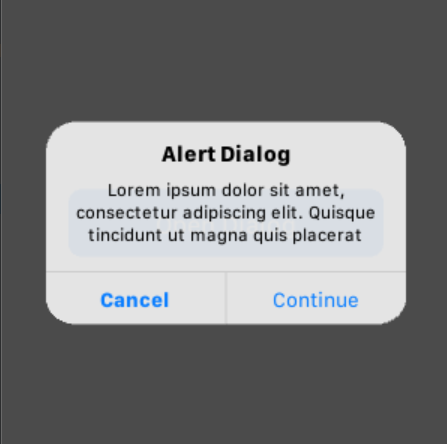 Alert Dialog
Lorem ipsum dolor sit amet,
consectetur adipiscing elit. Quisque
tincidunt ut magna quis placerat
Cancel
Continue